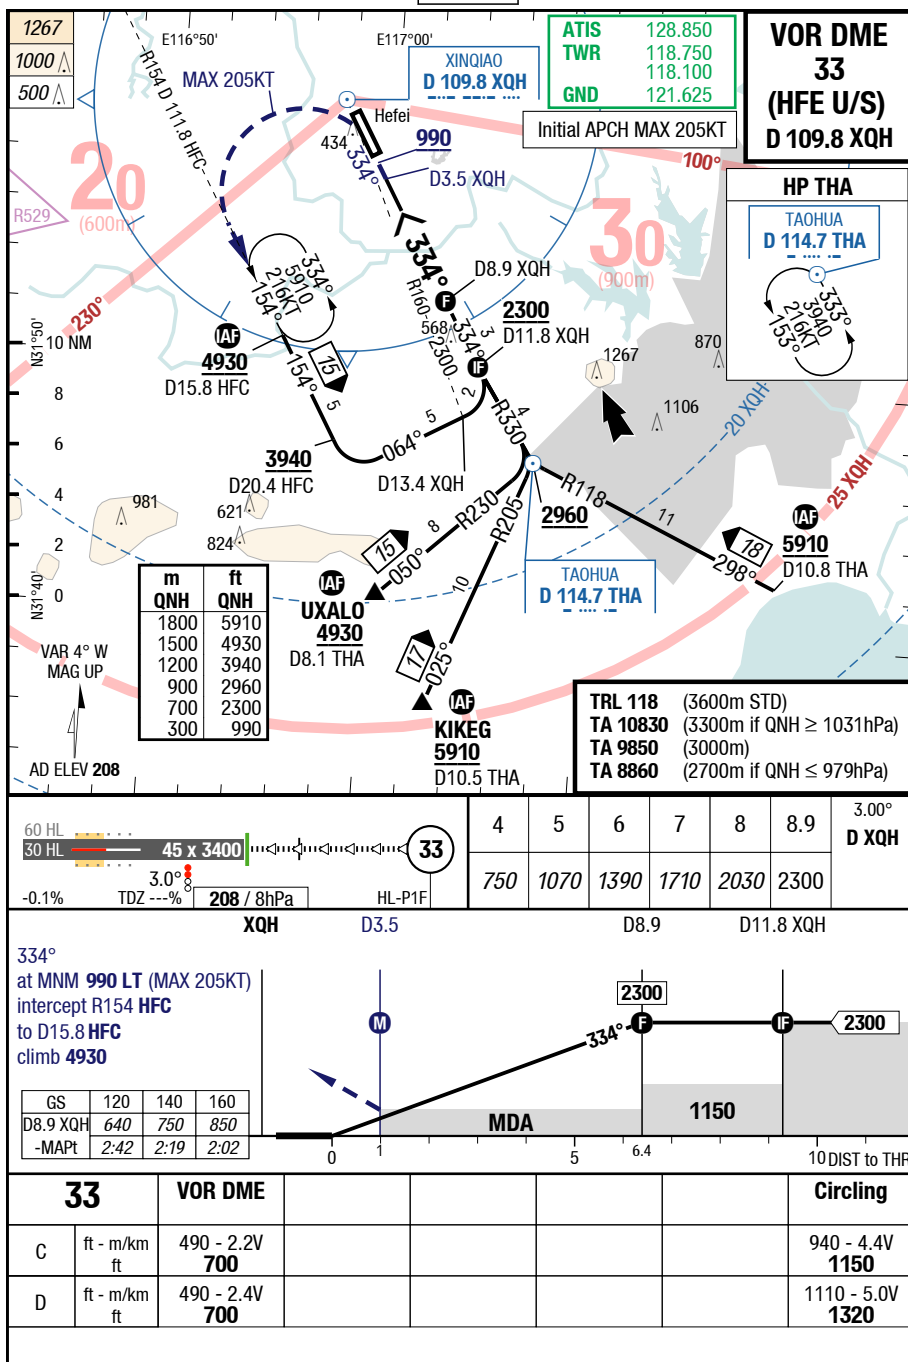 1267
1000
500
E116°50'
E117°00'
R154 D 111.8 HFC
MAX 205KT
XINQIAO
D 109.8 XQH
ATIS 128.850
TWR 118.750
118.100
GND 121.625
VOR DME
33
(HFE U/S)
D 109.8 XQH
Initial APCH MAX 205KT
Hefei
434
990
334°
D3.5 XQH
100°
20
(600m)
R529
30
(900m)
HP THA
TAOHUA
D 114.7 THA
333°
3940
216KT
153°
334°
5910
216KT
154°
334°
R160
2300
D8.9 XQH
F
2300
D11.8 XQH
568
334°
3
IF
230°
N31°50'
10 NM
8
6
4
2
0
N31°40'
IAF
4930
D15.8 HFC
15
154°
5
3940
D20.4 HFC
064°
5
2
D13.4 XQH
R330
4
1267
870
1106
20 XQH
25 XQH
981
621
824
R230
8
050°
15
R205
10
025°
17
2960
R118
11
298°
18
IAF
5910
D10.8 THA
TAOHUA
D 114.7 THA
IAF
UXALO
4930
D8.1 THA
IAF
KIKEG
5910
D10.5 THA
m ft
QNH QNH
1800 5910
1500 4930
1200 3940
900 2960
700 2300
300 990
VAR 4° W
MAG UP
AD ELEV 208
TRL 118 (3600m STD)
TA 10830 (3300m if QNH ≥ 1031hPa)
TA 9850 (3000m)
TA 8860 (2700m if QNH ≤ 979hPa)
60 HL
30 HL
45 x 3400
33
3.0°
-0.1%
TDZ ---%
208 / 8hPa
HL-P1F
4 5 6 7 8 8.9 3.00°
D XQH
750 1070 1390 1710 2030 2300
XQH D3.5 D8.9 D11.8 XQH
334°
at MNM 990 LT (MAX 205KT)
intercept R154 HFC
to D15.8 HFC
climb 4930
M
334°
2300
F
IF
2300
MDA
1150
GS 120 140 160
D8.9 XQH 640 750 850
-MAPt 2:42 2:19 2:02
0 1 5 6.4 10 DIST to THR
33 VOR DME Circling
C ft - m/km 490 - 2.2V 940 - 4.4V
ft 700 1150
D ft - m/km 490 - 2.4V 1110 - 5.0V
ft 700 1320